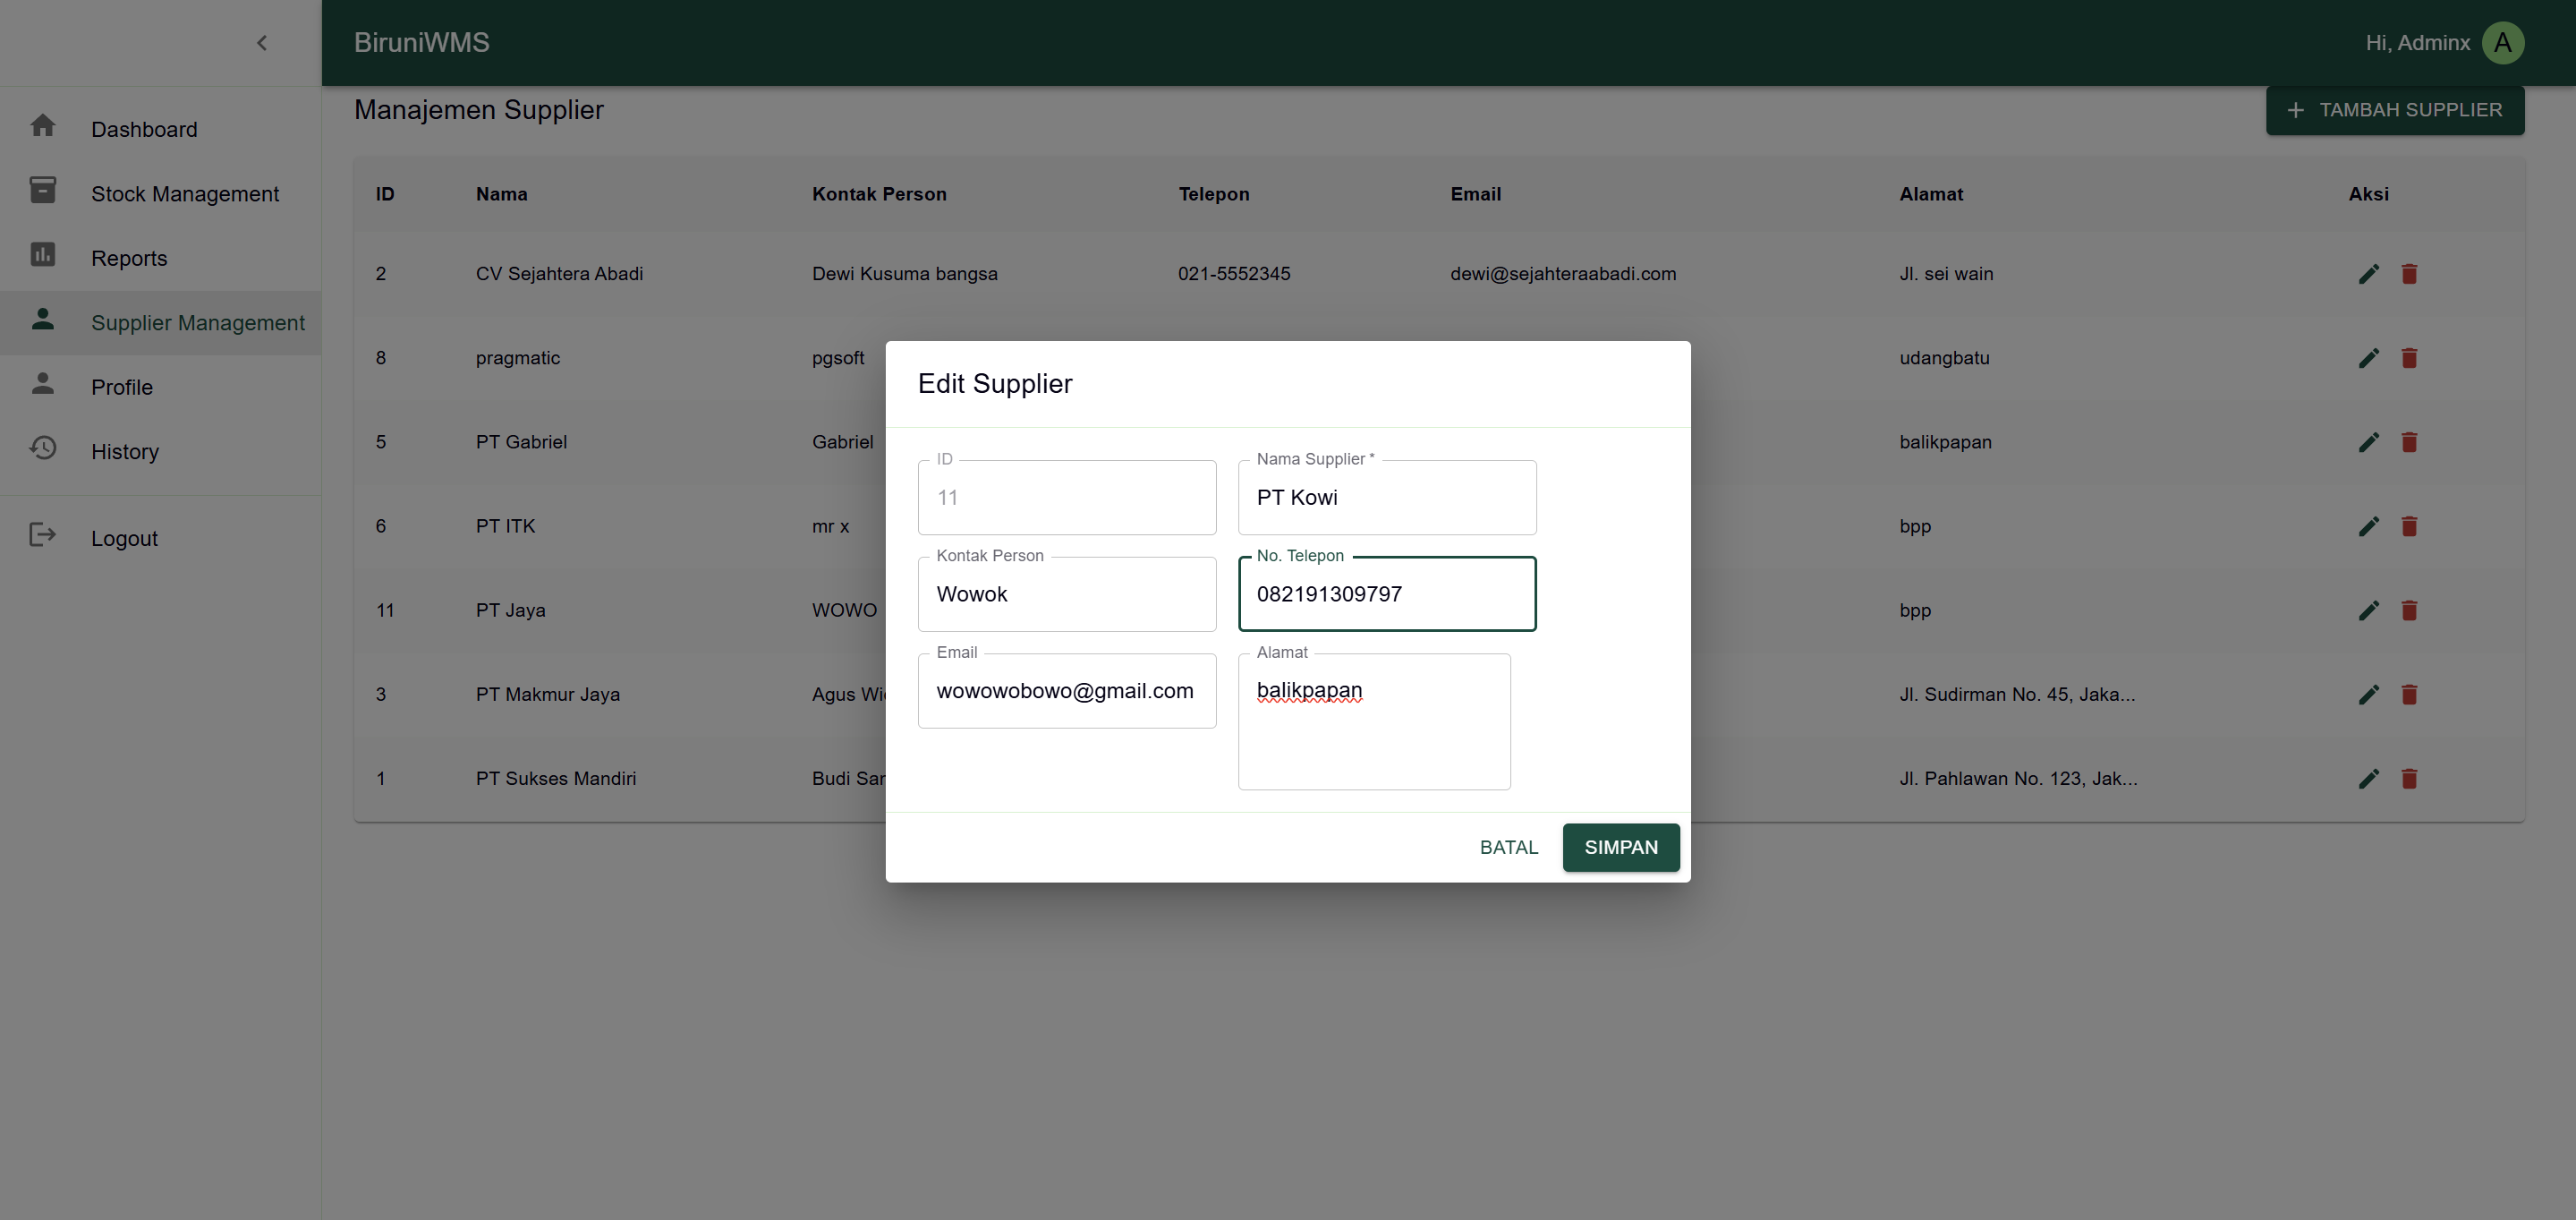 BiruniWMS
Hi, Adminx
A
Dashboard
Stock Management
Reports
Supplier Management
Profile
History
Logout
Manajemen Supplier
+ TAMBAH SUPPLIER
ID Nama Kontak Person Telepon Email Alamat Aksi
2 CV Sejahtera Abadi Dewi Kusuma bangsa 021-5552345 dewi@sejahteraabadi.com Jl. sei wain
8 pragmatic pgsoft udangbatu
5 PT Gabriel Gabriel balikpapan
6 PT ITK mr x bpp
11 PT Jaya WOWO bpp
3 PT Makmur Jaya Agus Jl. Sudirman No. 45, Jaka...
1 PT Sukses Mandiri Budi Jl. Pahlawan No. 123, Jak...
Edit Supplier
ID
11
Nama Supplier *
PT Kowi
Kontak Person
Wowok
No. Telepon
082191309797
Email
wowowobowo@gmail.com
Alamat
balikpapan
BATAL
SIMPAN